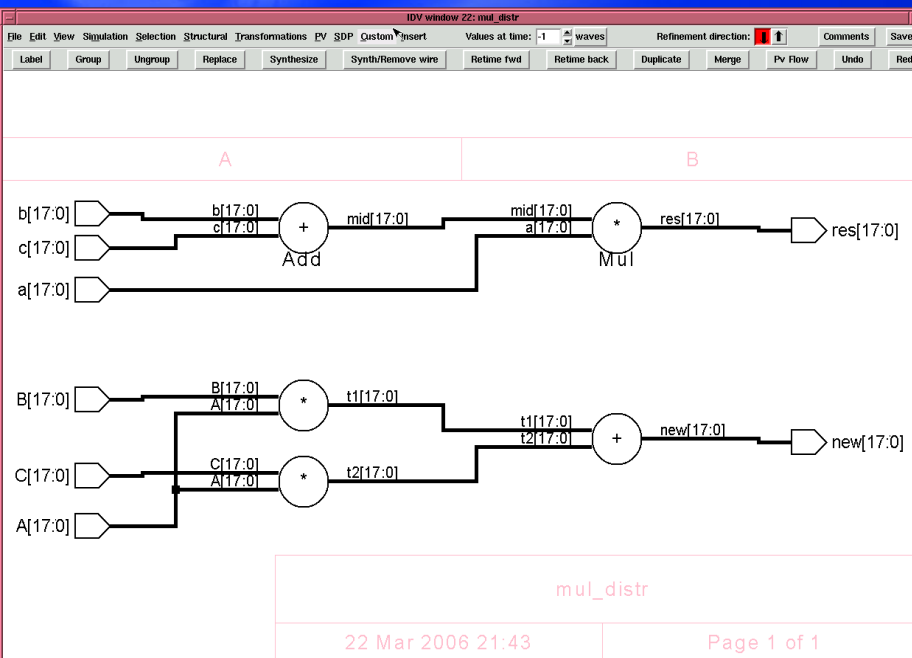 IDV window 22: mul_distr
File Edit View Simulation Selection Structural Transformations PV SDP Custom Insert Values at time: -1 waves Refinement direction: Comments Save
Label Group Ungroup Replace Synthesize Synth/Remove wire Retime fwd Retime back Duplicate Merge Pv Flow Undo Red
A B
b[17:0] b[17:0] + mid[17:0] mid[17:0] * res[17:0] res[17:0]
c[17:0] c[17:0] a[17:0]
Add Mul
a[17:0]
B[17:0] B[17:0] * t1[17:0]
A[17:0]
t1[17:0] + new[17:0] new[17:0]
t2[17:0]
C[17:0] C[17:0] * t2[17:0]
A[17:0]
A[17:0]
mul_distr
22 Mar 2006 21:43 Page 1 of 1